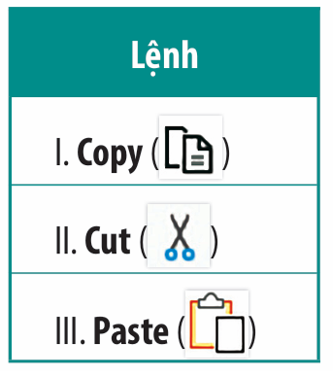 Lệnh
I. Copy ( )
II. Cut ( )
III. Paste ( )